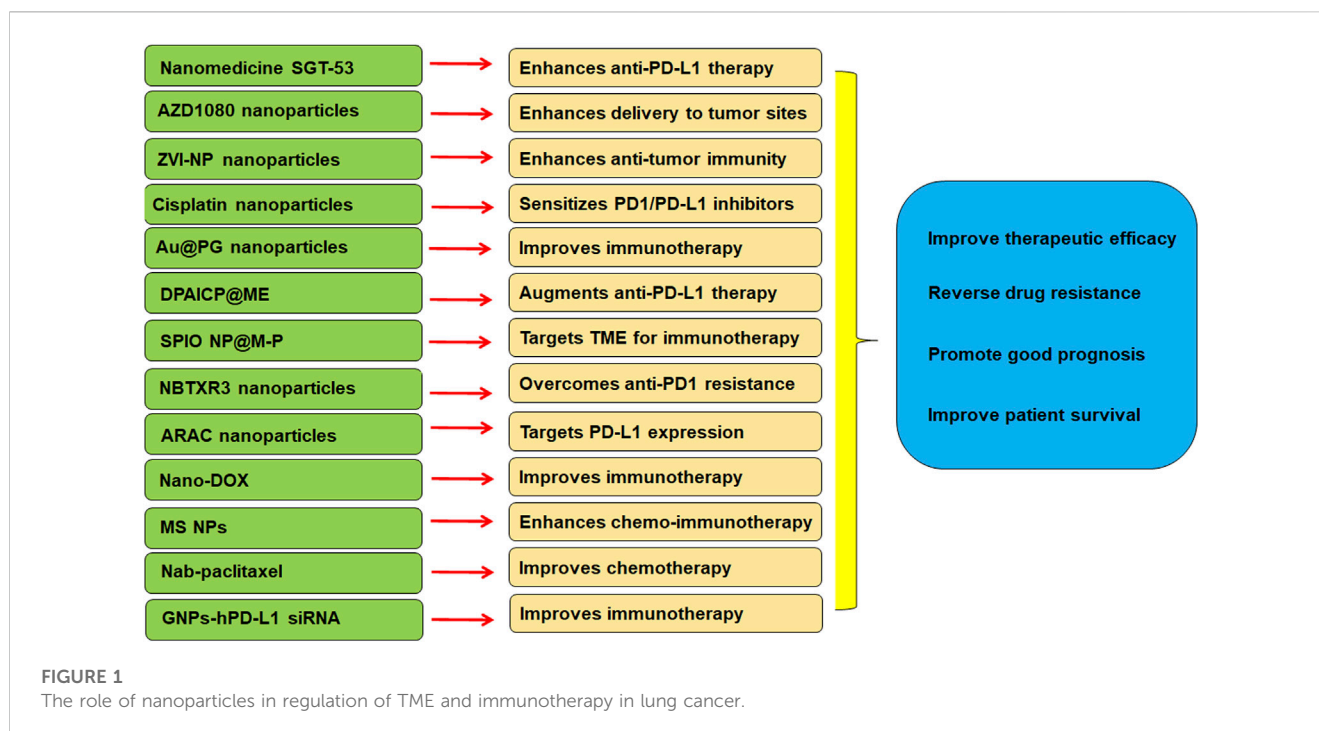 Nanomedicine SGT-53
Enhances anti-PD-L1 therapy
AZD1080 nanoparticles
Enhances delivery to tumor sites
ZVI-NP nanoparticles
Enhances anti-tumor immunity
Cisplatin nanoparticles
Sensitizes PD1/PD-L1 inhibitors
Au@PG nanoparticles
Improves immunotherapy
DPAICP@ME
Augments anti-PD-L1 therapy
SPIO NP@M-P
Targets TME for immunotherapy
NBTXR3 nanoparticles
Overcomes anti-PD1 resistance
ARAC nanoparticles
Targets PD-L1 expression
Nano-DOX
Improves immunotherapy
MS NPs
Enhances chemo-immunotherapy
Nab-paclitaxel
Improves chemotherapy
GNPs-hPD-L1 siRNA
Improves immunotherapy
Improve therapeutic efficacy
Reverse drug resistance
Promote good prognosis
Improve patient survival
FIGURE 1
The role of nanoparticles in regulation of TME and immunotherapy in lung cancer.